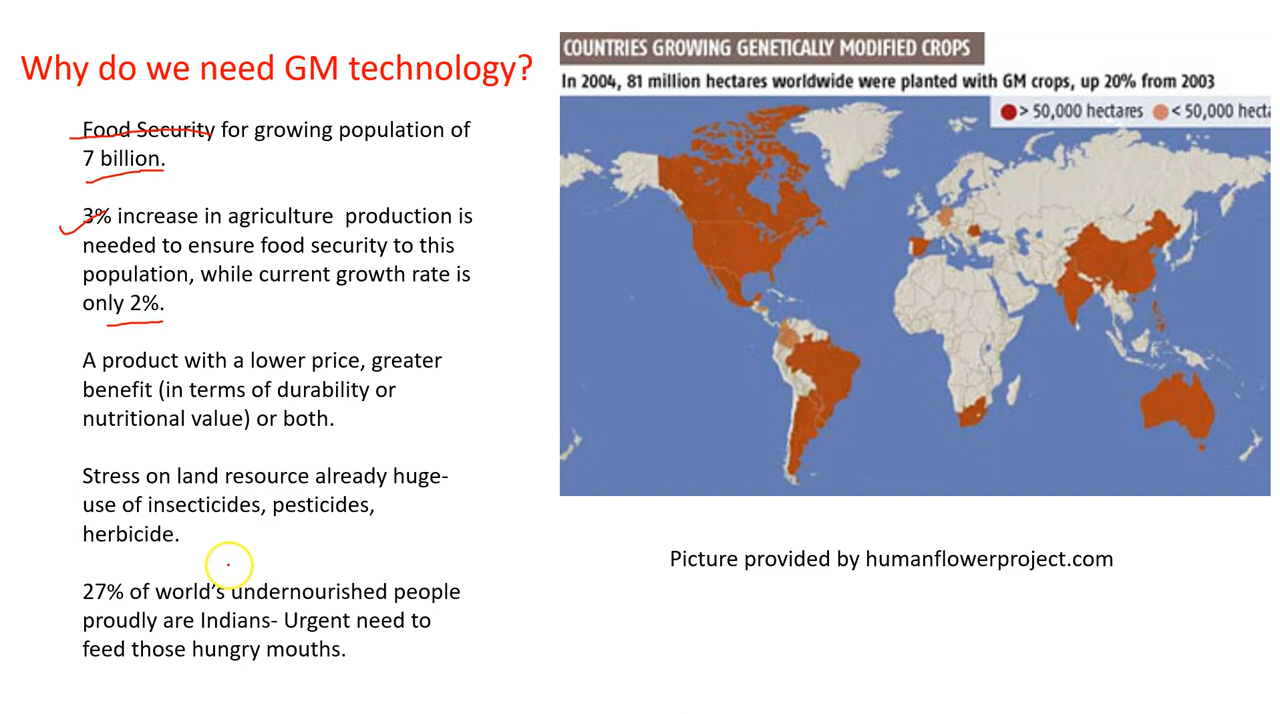 Why do we need GM technology?
Food Security for growing population of
7 billion.
3% increase in agriculture production is
needed to ensure food security to this
population, while current growth rate is
only 2%.
A product with a lower price, greater
benefit (in terms of durability or
nutritional value) or both.
Stress on land resource already huge-
use of insecticides, pesticides,
herbicide.
27% of world's undernourished people
proudly are Indians- Urgent need to
feed those hungry mouths.
COUNTRIES GROWING GENETICALLY MODIFIED CROPS
In 2004, 81 million hectares worldwide were planted with GM crops, up 20% from 2003
> 50,000 hectares < 50,000 hecta
Picture provided by humanflowerproject.com